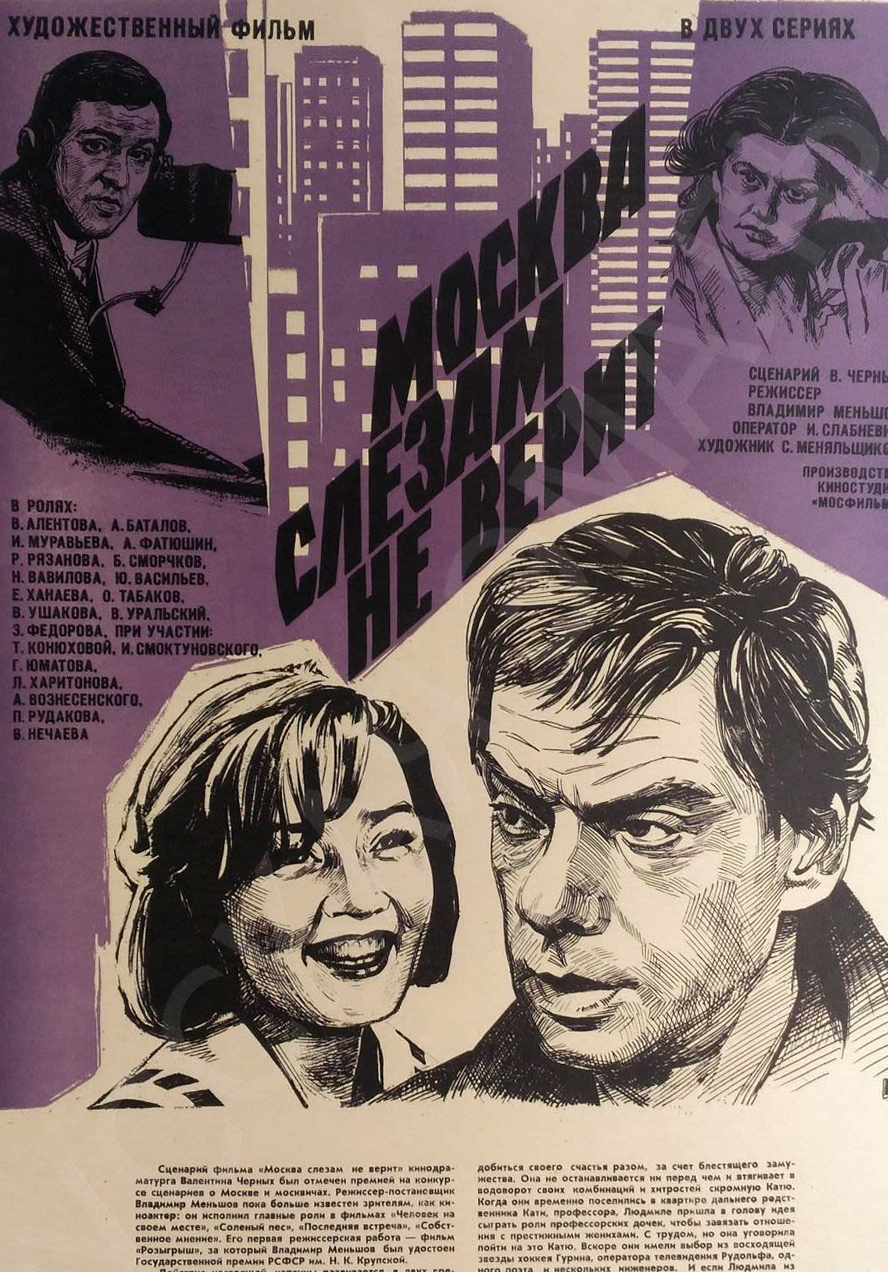 ХУДОЖЕСТВЕННЫЙ ФИЛЬМ
В ДВУХ СЕРИЯХ
МОСКВА
СЛЕЗАМ
НЕ ВЕРИТ
СЦЕНАРИЙ В. ЧЕРНЫ
РЕЖИССЕР
ВЛАДИМИР МЕНЬШО
ОПЕРАТОР И. СЛАБНЕВИ
ХУДОЖНИК С. МЕНЯЛЬЩИКО
ПРОИЗВОДСТВ
КИНОСТУДИ
«МОСФИЛЬМ
В РОЛЯХ:
В. АЛЕНТОВА, А. БАТАЛОВ,
И. МУРАВЬЕВА, А. ФАТЮШИН,
Р. РЯЗАНОВА, Б. СМОРЧКОВ,
Н. ВАВИЛОВА, Ю. ВАСИЛЬЕВ,
Е. ХАНАЕВА, О. ТАБАКОВ,
В. УШАКОВА, В. УРАЛЬСКИЙ,
З. ФЕДОРОВА, ПРИ УЧАСТИИ:
Т. КОНЮХОВОЙ, И. СМОКТУНОВСКОГО,
Г. ЮМАТОВА,
Л. ХАРИТОНОВА,
А. ВОЗНЕСЕНСКОГО,
П. РУДАКОВА,
В. НЕЧАЕВА
Сценарий фильма «Москва слезам не верит» кинодра-
матурга Валентина Черных был отмечен премией на конкур-
се сценариев о Москве и москвичах. Режиссер-постановщик
Владимир Меньшов пока больше известен зрителям, как ки-
ноактер: он исполнил главные роли в фильмах «Человек на
своем месте», «Соленый пес», «Последняя встреча», «Собст-
венное мнение». Его первая режиссерская работа — фильм
«Розыгрыш», за который Владимир Меньшов был удостоен
Государственной премии РСФСР им. Н. К. Крупской.
добиться своего счастья разом, за счет блестящего заму-
жества. Она не останавливается ни перед чем и втягивает в
водоворот своих комбинаций и хитростей скромную Катю.
Когда они временно поселились в квартире дальнего родст-
венника Кати, профессора, Людмиле пришла в голову идея
сыграть роли профессорских дочек, чтобы завязать отноше-
ния с престижными женихами. С трудом, но она уговорила
пойти на это Катю. Вскоре они имели выбор из восходящей
звезды хоккея Гурина, оператора телевидения Рудольфа, од-
ного поэта и нескольких инженеров. И если Людмила из